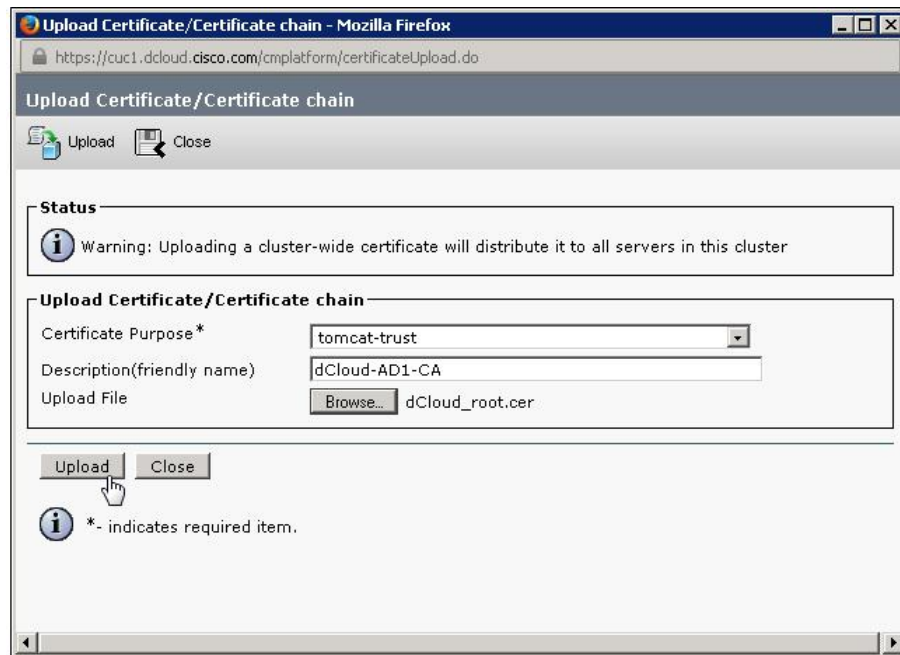 Upload Certificate/Certificate chain - Mozilla Firefox
https://cuc1.dcloud.cisco.com/cmplatform/certificateUpload.do
Upload Certificate/Certificate chain
Upload Close
Status
i Warning: Uploading a cluster-wide certificate will distribute it to all servers in this cluster
Upload Certificate/Certificate chain
Certificate Purpose* tomcat-trust
Description(friendly name) dCloud-AD1-CA
Upload File Browse... dCloud_root.cer
Upload Close
i *- indicates required item.